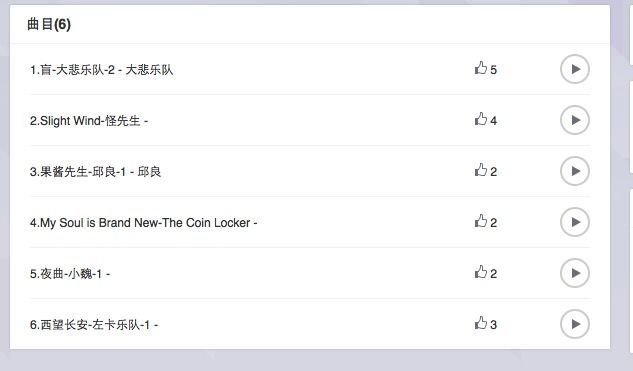 曲目(6)
1.盲-大悲乐队-2 - 大悲乐队 5
2.Slight Wind-怪先生 - 4
3.果酱先生-邱良-1 - 邱良 2
4.My Soul is Brand New-The Coin Locker - 2
5.夜曲-小魏-1 - 2
6.西望长安-左卡乐队-1 - 3